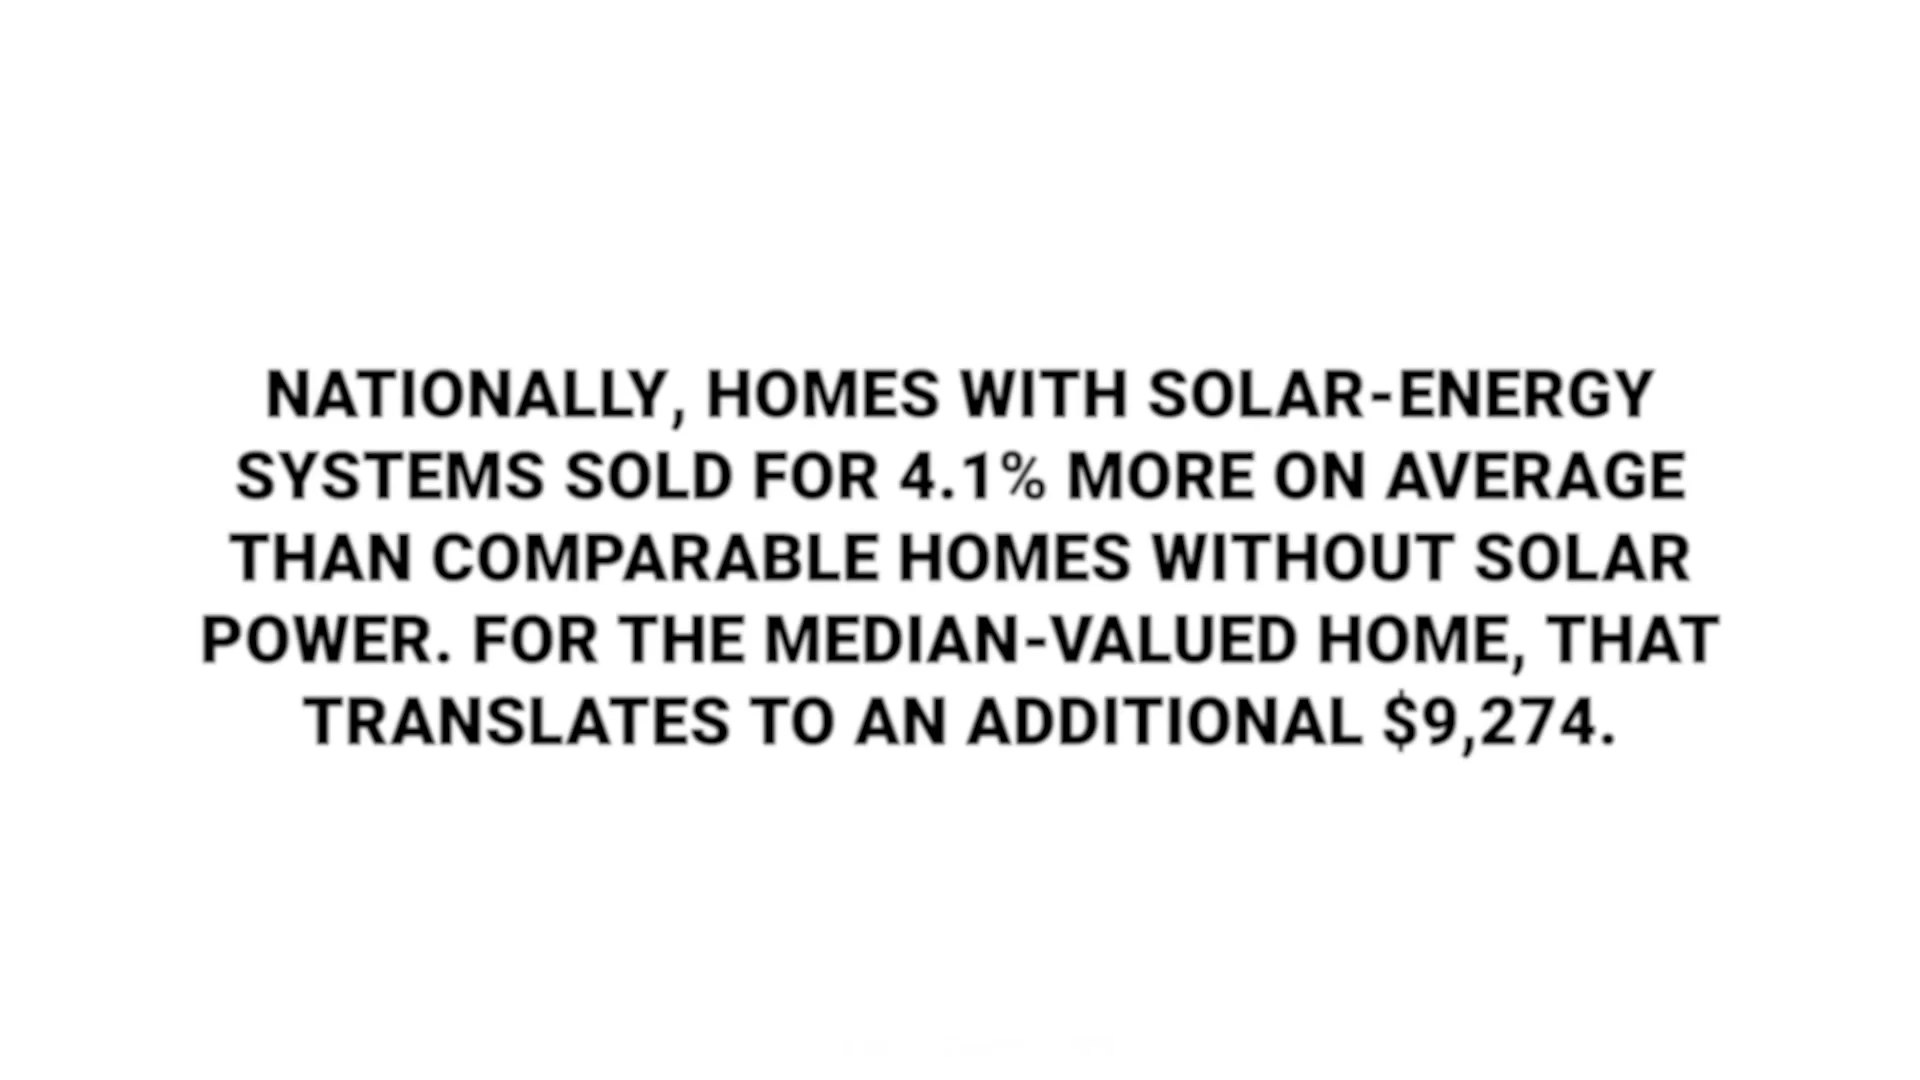 NATIONALLY, HOMES WITH SOLAR-ENERGY
SYSTEMS SOLD FOR 4.1% MORE ON AVERAGE
THAN COMPARABLE HOMES WITHOUT SOLAR
POWER. FOR THE MEDIAN-VALUED HOME, THAT
TRANSLATES TO AN ADDITIONAL $9,274.